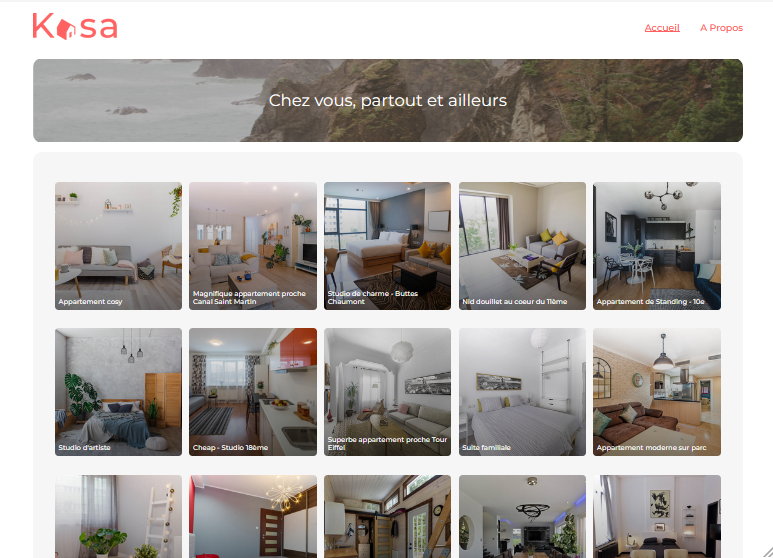 Kasa
Accueil
A Propos
Chez vous, partout et ailleurs
Appartement cosy
Magnifique appartement proche
Canal Saint Martin
Studio de charme - Buttes
Chaumont
Nid douillet au coeur du 11ème
Appartement de Standing - 10e
Studio d'artiste
Cheap - Studio 18ème
Superbe appartement proche Tour
Eiffel
Suite familiale
Appartement moderne sur parc